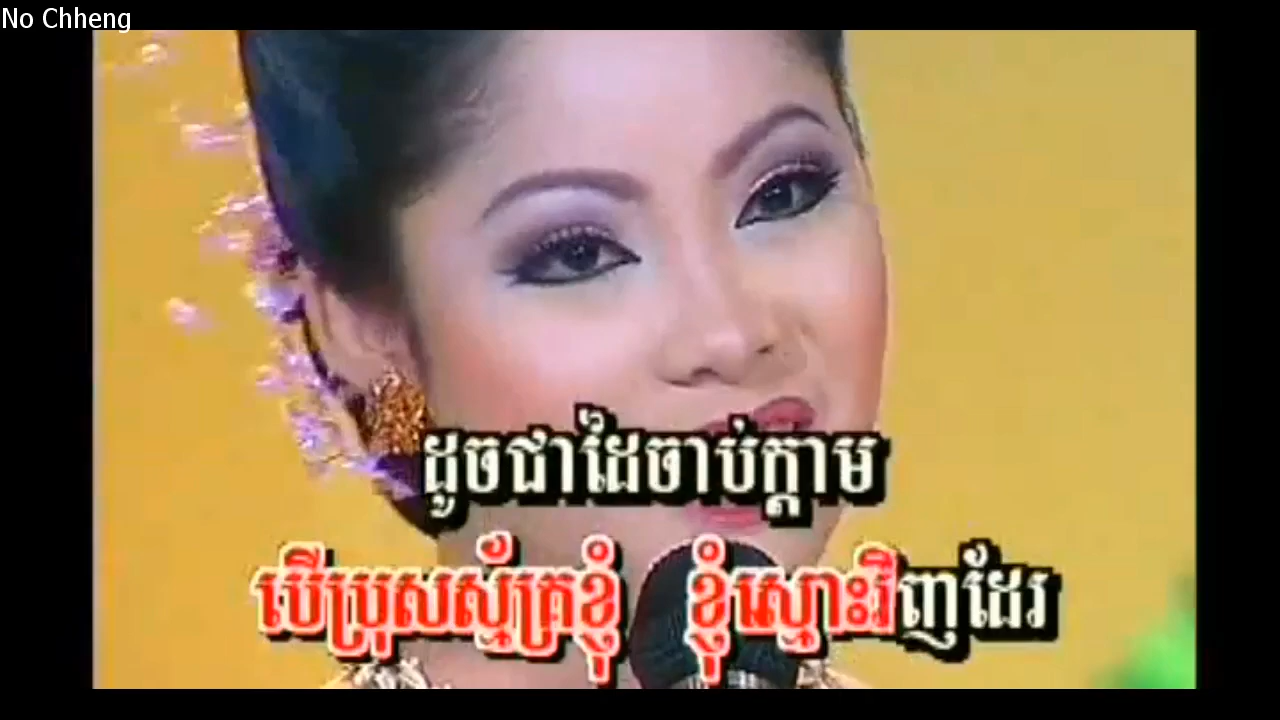 No Chheng
ដូចជាដៃចាប់ក្ដាម
បើប្រុសស្ម័គ្រខ្ញុំ ខ្ញុំស្មោះវិញដែរ